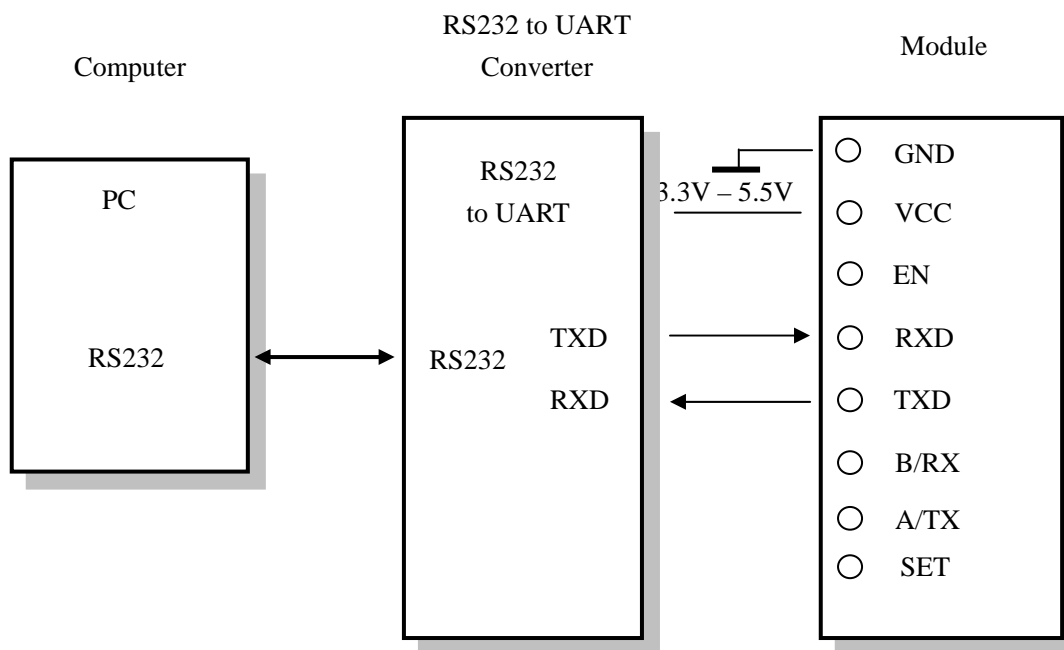 RS232 to UART
Converter
Computer
Module
PC
RS232
RS232
to UART
RS232
TXD
RXD
3.3V – 5.5V
GND
VCC
EN
RXD
TXD
B/RX
A/TX
SET